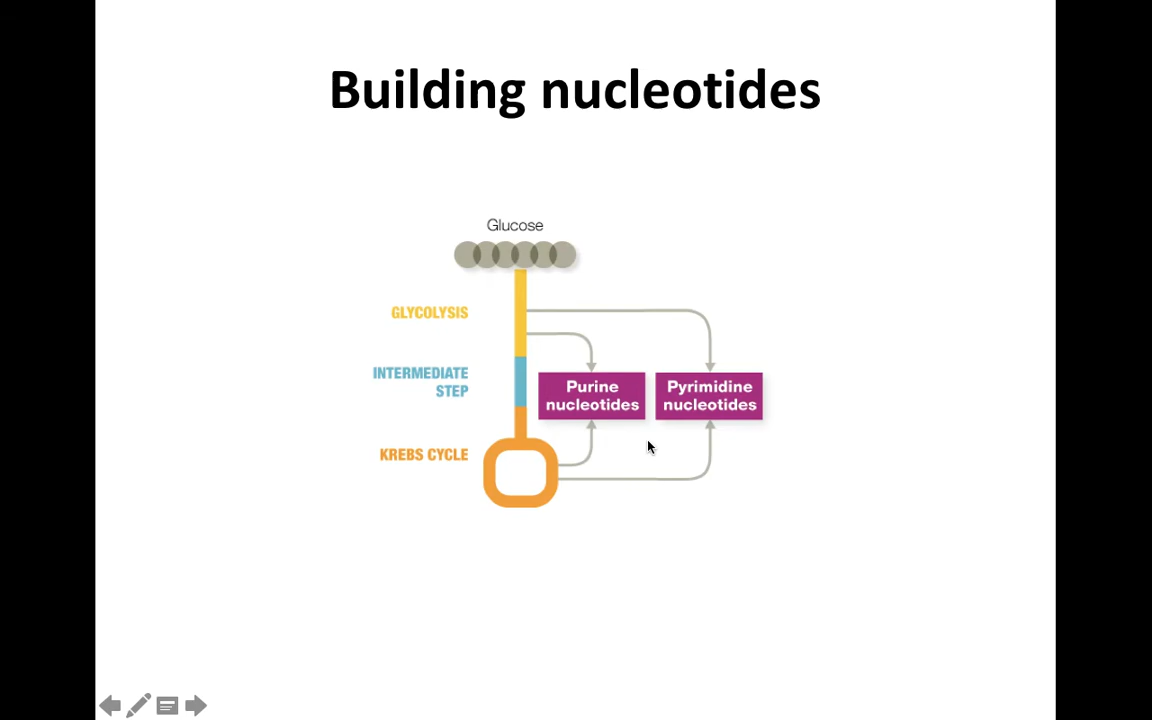 Building nucleotides
Glucose
GLYCOLYSIS
INTERMEDIATE
STEP
Purine
nucleotides
Pyrimidine
nucleotides
KREBS CYCLE